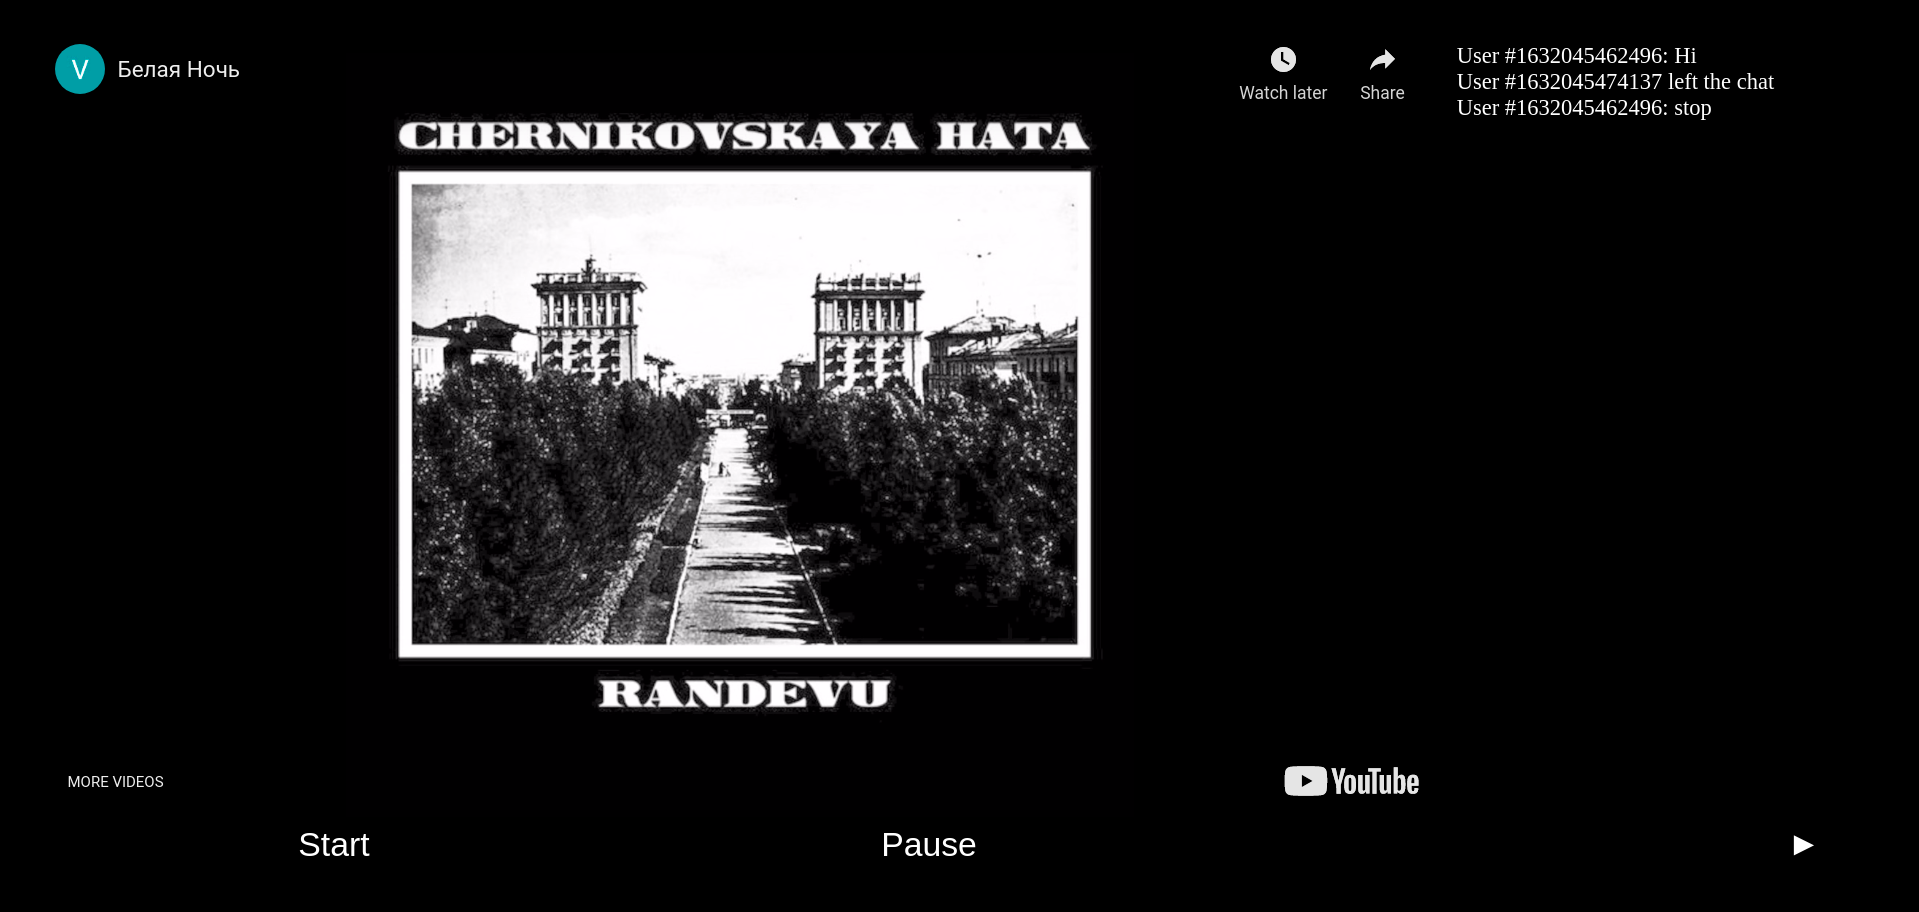 V
Белая Ночь
Watch later
Share
User #1632045462496: Hi
User #1632045474137 left the chat
User #1632045462496: stop
CHERNIKOVSKAYA HATA
RANDEVU
MORE VIDEOS
YouTube
Start
Pause